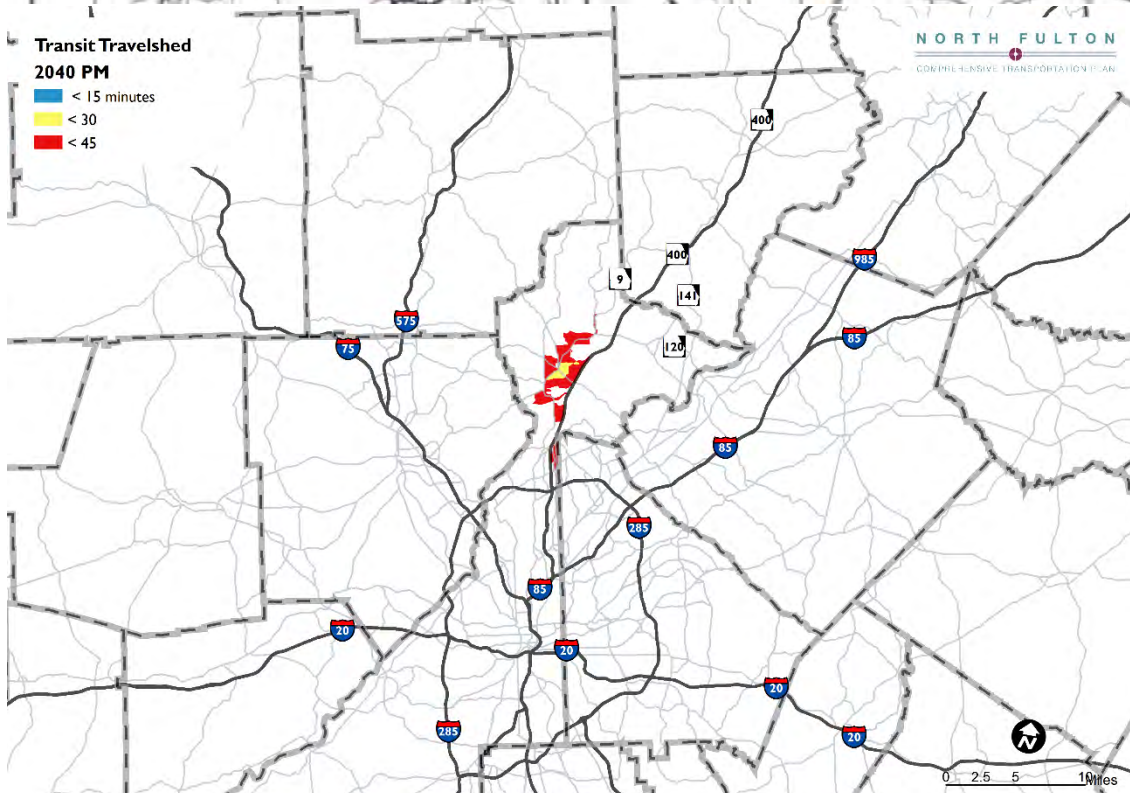 Transit Travelshed
2040 PM
< 15 minutes
< 30
< 45
NORTH FULTON
COMPREHENSIVE TRANSPORTATION PLAN
400
985
400
9
141
575
85
120
75
85
285
85
20
20
20
285
20
N
0 2.5 5 10
Miles